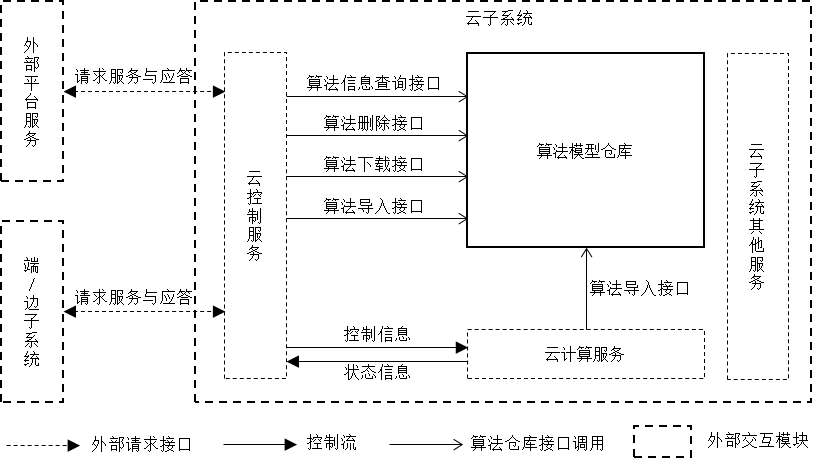 云子系统
外部平台服务
请求服务与应答
算法信息查询接口
算法删除接口
算法下载接口
算法导入接口
云控制服务
算法模型仓库
云子系统其他服务
端/边子系统
请求服务与应答
算法导入接口
控制信息
状态信息
云计算服务
外部请求接口
控制流
算法仓库接口调用
外部交互模块